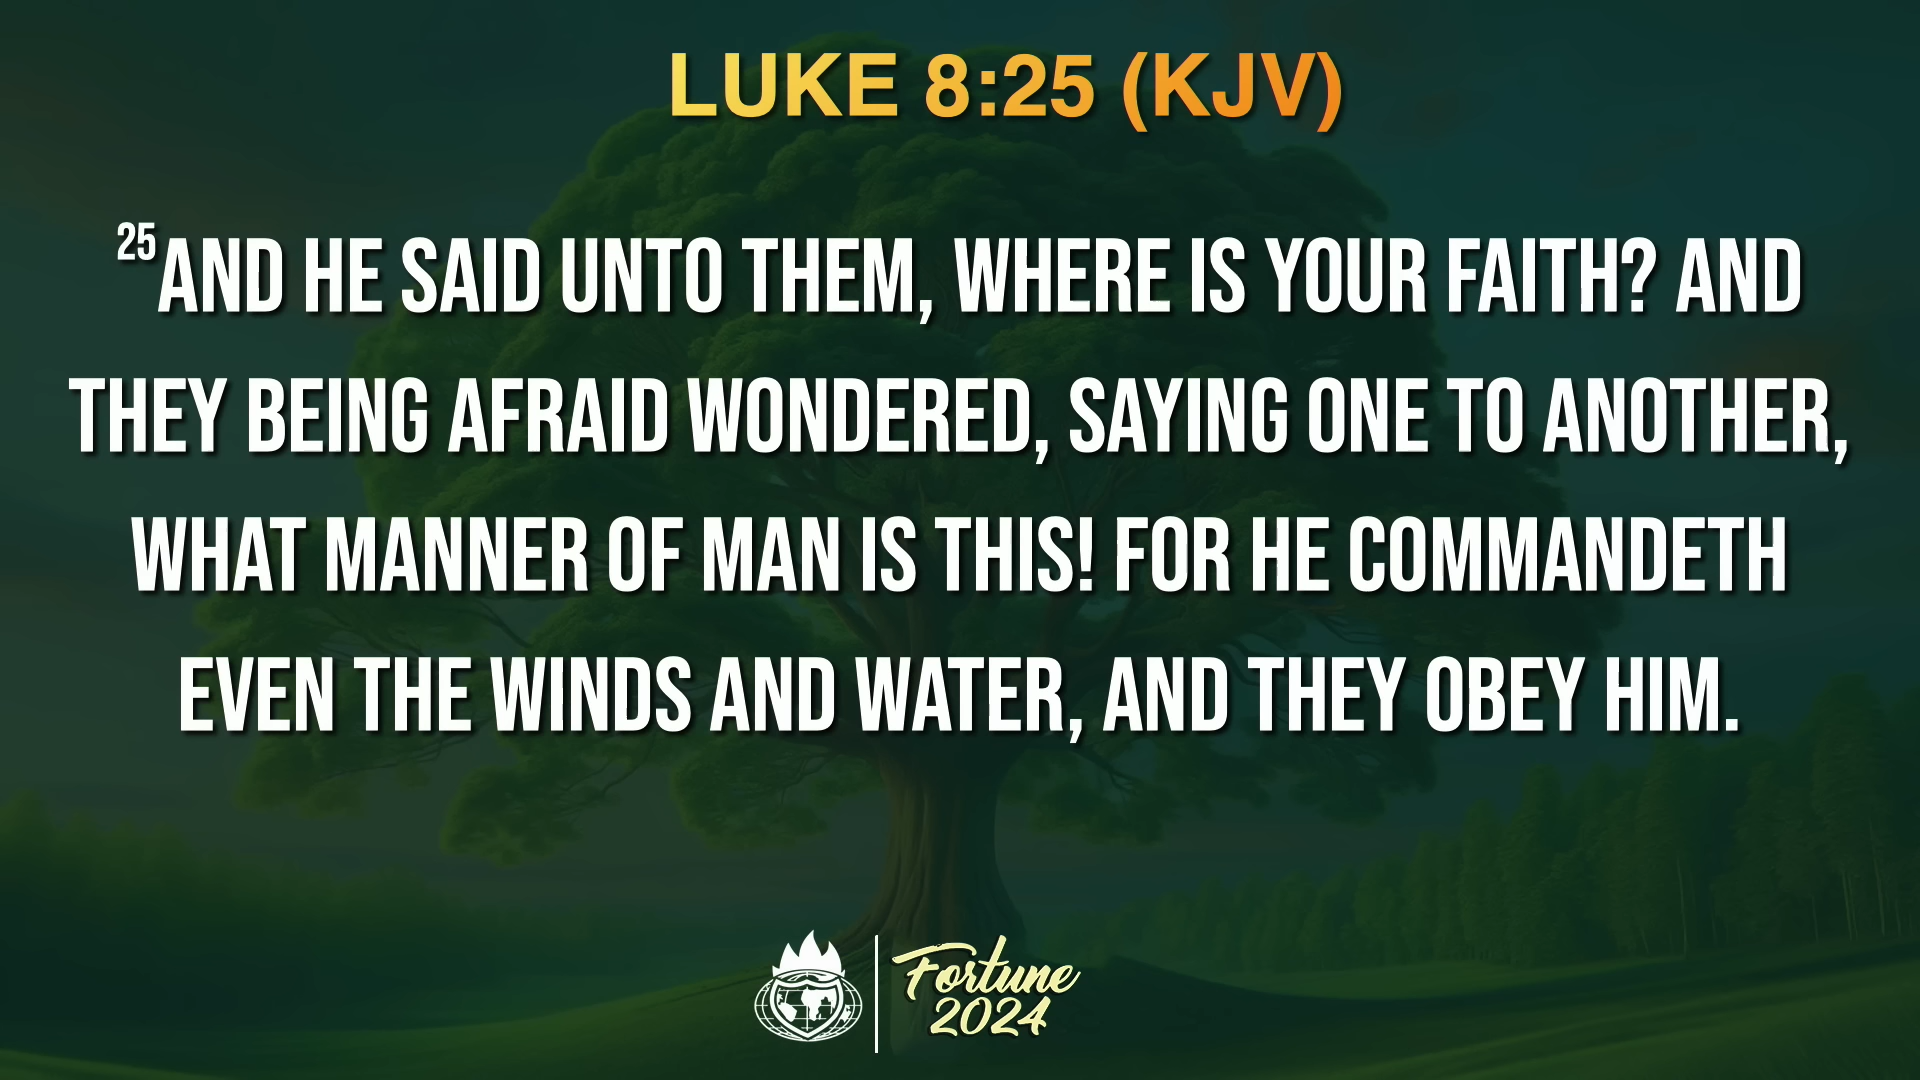 LUKE 8:25 (KJV)
25AND HE SAID UNTO THEM, WHERE IS YOUR FAITH? AND
THEY BEING AFRAID WONDERED, SAYING ONE TO ANOTHER,
WHAT MANNER OF MAN IS THIS! FOR HE COMMANDETH
EVEN THE WINDS AND WATER, AND THEY OBEY HIM.
Fortune
2024